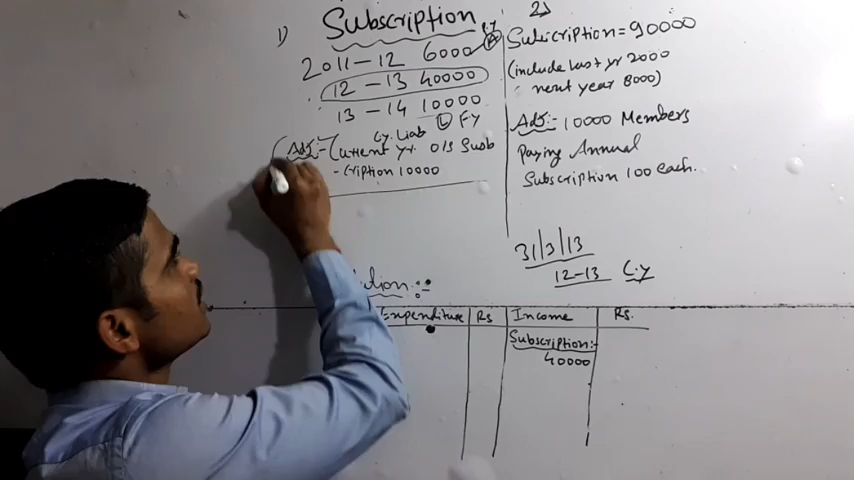 1)
Subscription
2011-12 6000
12-13 40000
13-14 10000
(L) FY
Cy. Liab
Adj:- Current yr. O/S Subs
-cription 10000
2)
Subscription = 90000
(include last yr 2000
next year 8000)
Adj:- 10000 Members
Paying Annual
Subscription 100 each.
31/3/13
12-13 C.y
Expenditure Rs Income Rs.
Subscription:-
40000